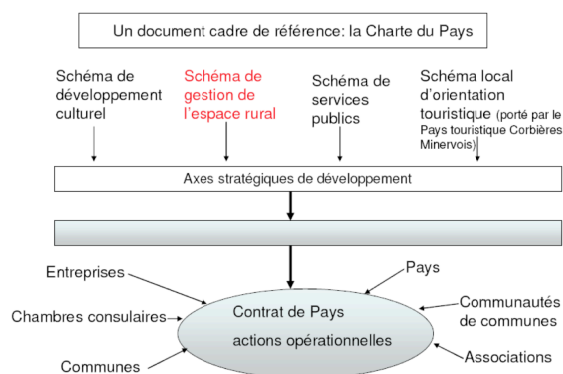 Un document cadre de référence: la Charte du Pays
Schéma de
développement
culturel
Schéma de
gestion de
l'espace rural
Schéma de
services
publics
Schéma local
d'orientation
touristique (porté par le
Pays touristique Corbières
Minervois)
Axes stratégiques de développement
Entreprises
Pays
Chambres consulaires
Contrat de Pays
actions opérationnelles
Communautés
de communes
Communes
Associations